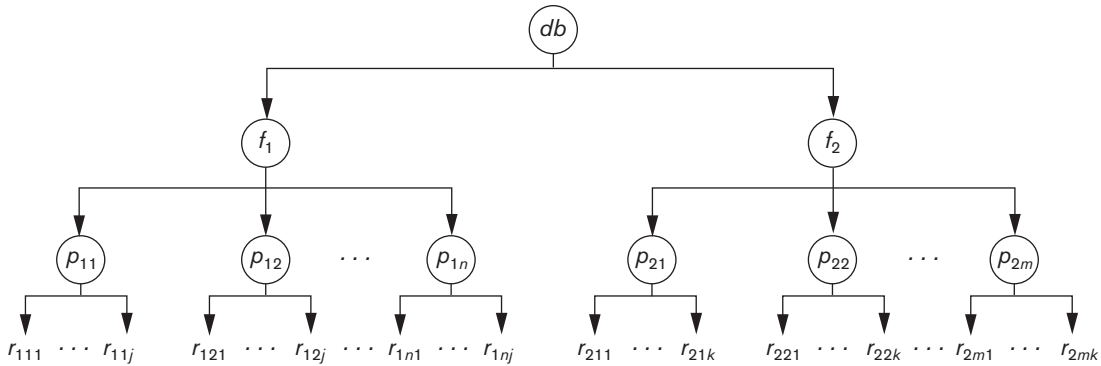 db
f₁ f₂
p₁₁ p₁₂ · · · p₁ₙ p₂₁ p₂₂ · · · p₂ₘ
r₁₁₁ · · · r₁₁ⱼ r₁₂₁ · · · r₁₂ⱼ · · · r₁ₙ₁ · · · r₁ₙⱼ r₂₁₁ · · · r₂₁ₖ r₂₂₁ · · · r₂₂ₖ · · · r₂ₘ₁ · · · r₂ₘₖ